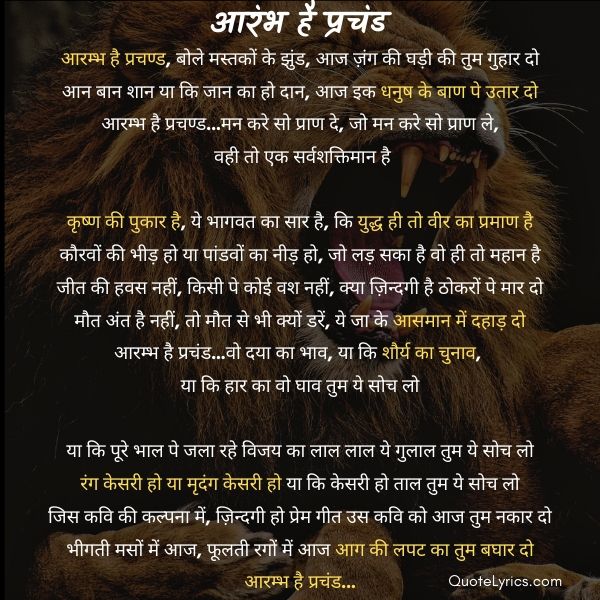 आरंभ है प्रचंड
आरम्भ है प्रचण्ड, बोले मस्तकों के झुंड, आज ज़ंग की घड़ी की तुम गुहार दो
आन बान शान या कि जान का हो दान, आज इक धनुष के बाण पे उतार दो
आरम्भ है प्रचण्ड...मन करे सो प्राण दे, जो मन करे सो प्राण ले,
वही तो एक सर्वशक्तिमान है
कृष्ण की पुकार है, ये भागवत का सार है, कि युद्ध ही तो वीर का प्रमाण है
कौरवों की भीड़ हो या पांडवों का नीड़ हो, जो लड़ सका है वो ही तो महान है
जीत की हवस नहीं, किसी पे कोई वश नहीं, क्या ज़िन्दगी है ठोकरों पे मार दो
मौत अंत है नहीं, तो मौत से भी क्यों डरें, ये जा के आसमान में दहाड़ दो
आरम्भ है प्रचंड...वो दया का भाव, या कि शौर्य का चुनाव,
या कि हार का वो घाव तुम ये सोच लो
या कि पूरे भाल पे जला रहे विजय का लाल लाल ये गुलाल तुम ये सोच लो
रंग केसरी हो या मृदंग केसरी हो या कि केसरी हो ताल तुम ये सोच लो
जिस कवि की कल्पना में, ज़िन्दगी हो प्रेम गीत उस कवि को आज तुम नकार दो
भीगती मसों में आज, फूलती रगों में आज आग की लपट का तुम बघार दो
आरम्भ है प्रचंड...
QuoteLyrics.com